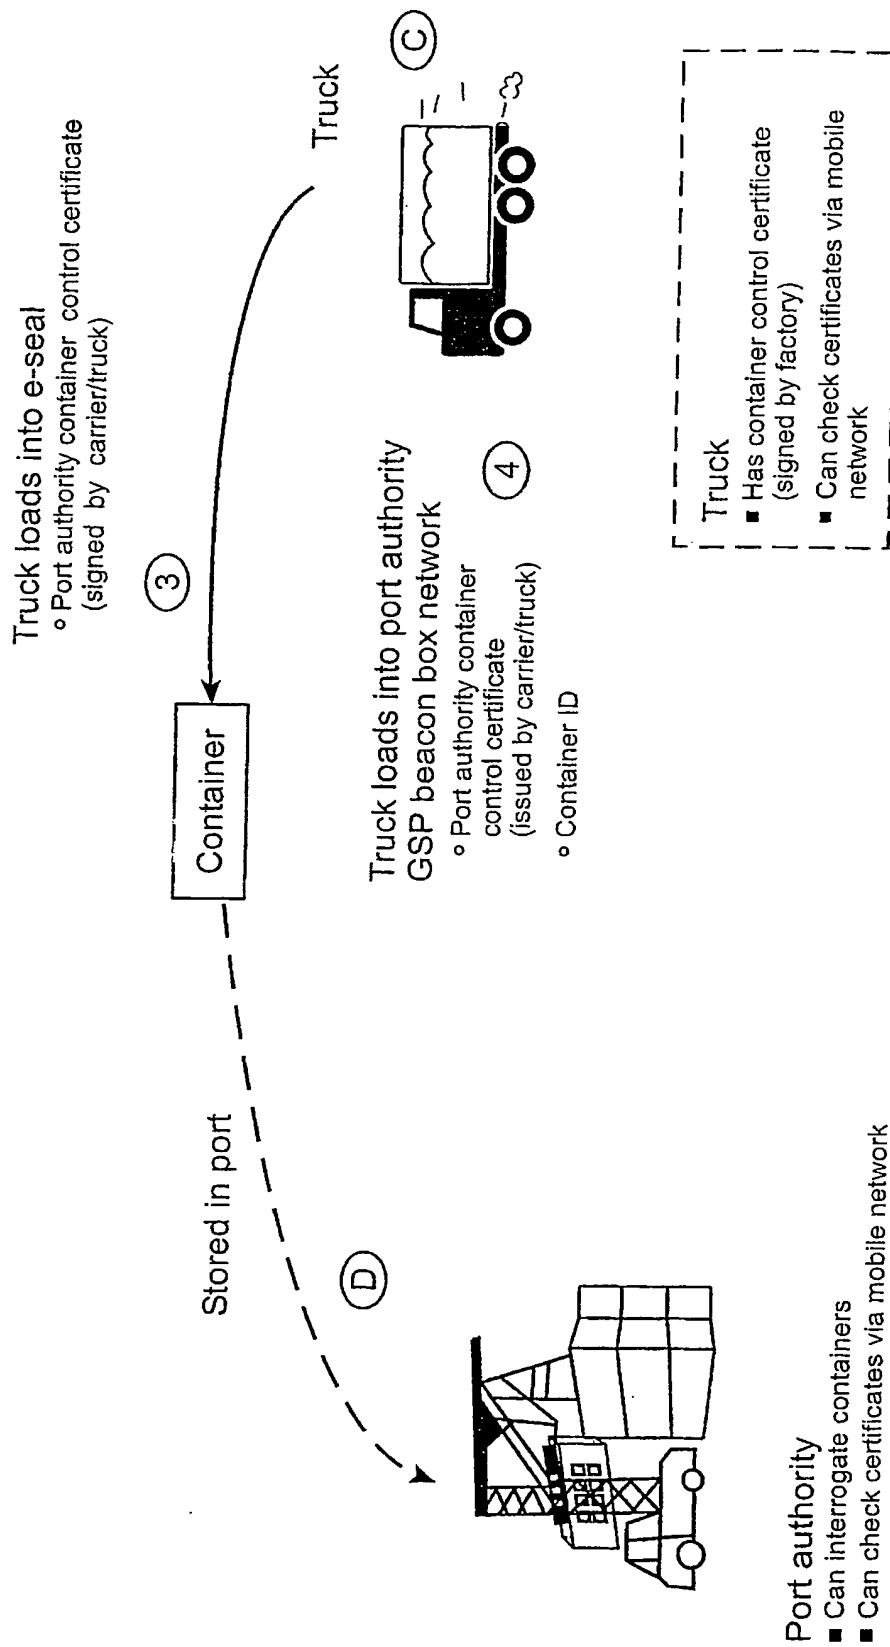 Truck loads into e-seal
° Port authority container control certificate
(signed by carrier/truck)
3
Container
Truck
C
Stored in port
D
Truck loads into port authority
GSP beacon box network
° Port authority container
control certificate
(issued by carrier/truck)
° Container ID
4
Port authority
■ Can interrogate containers
■ Can check certificates via mobile network
Truck
■ Has container control certificate
(signed by factory)
■ Can check certificates via mobile
network